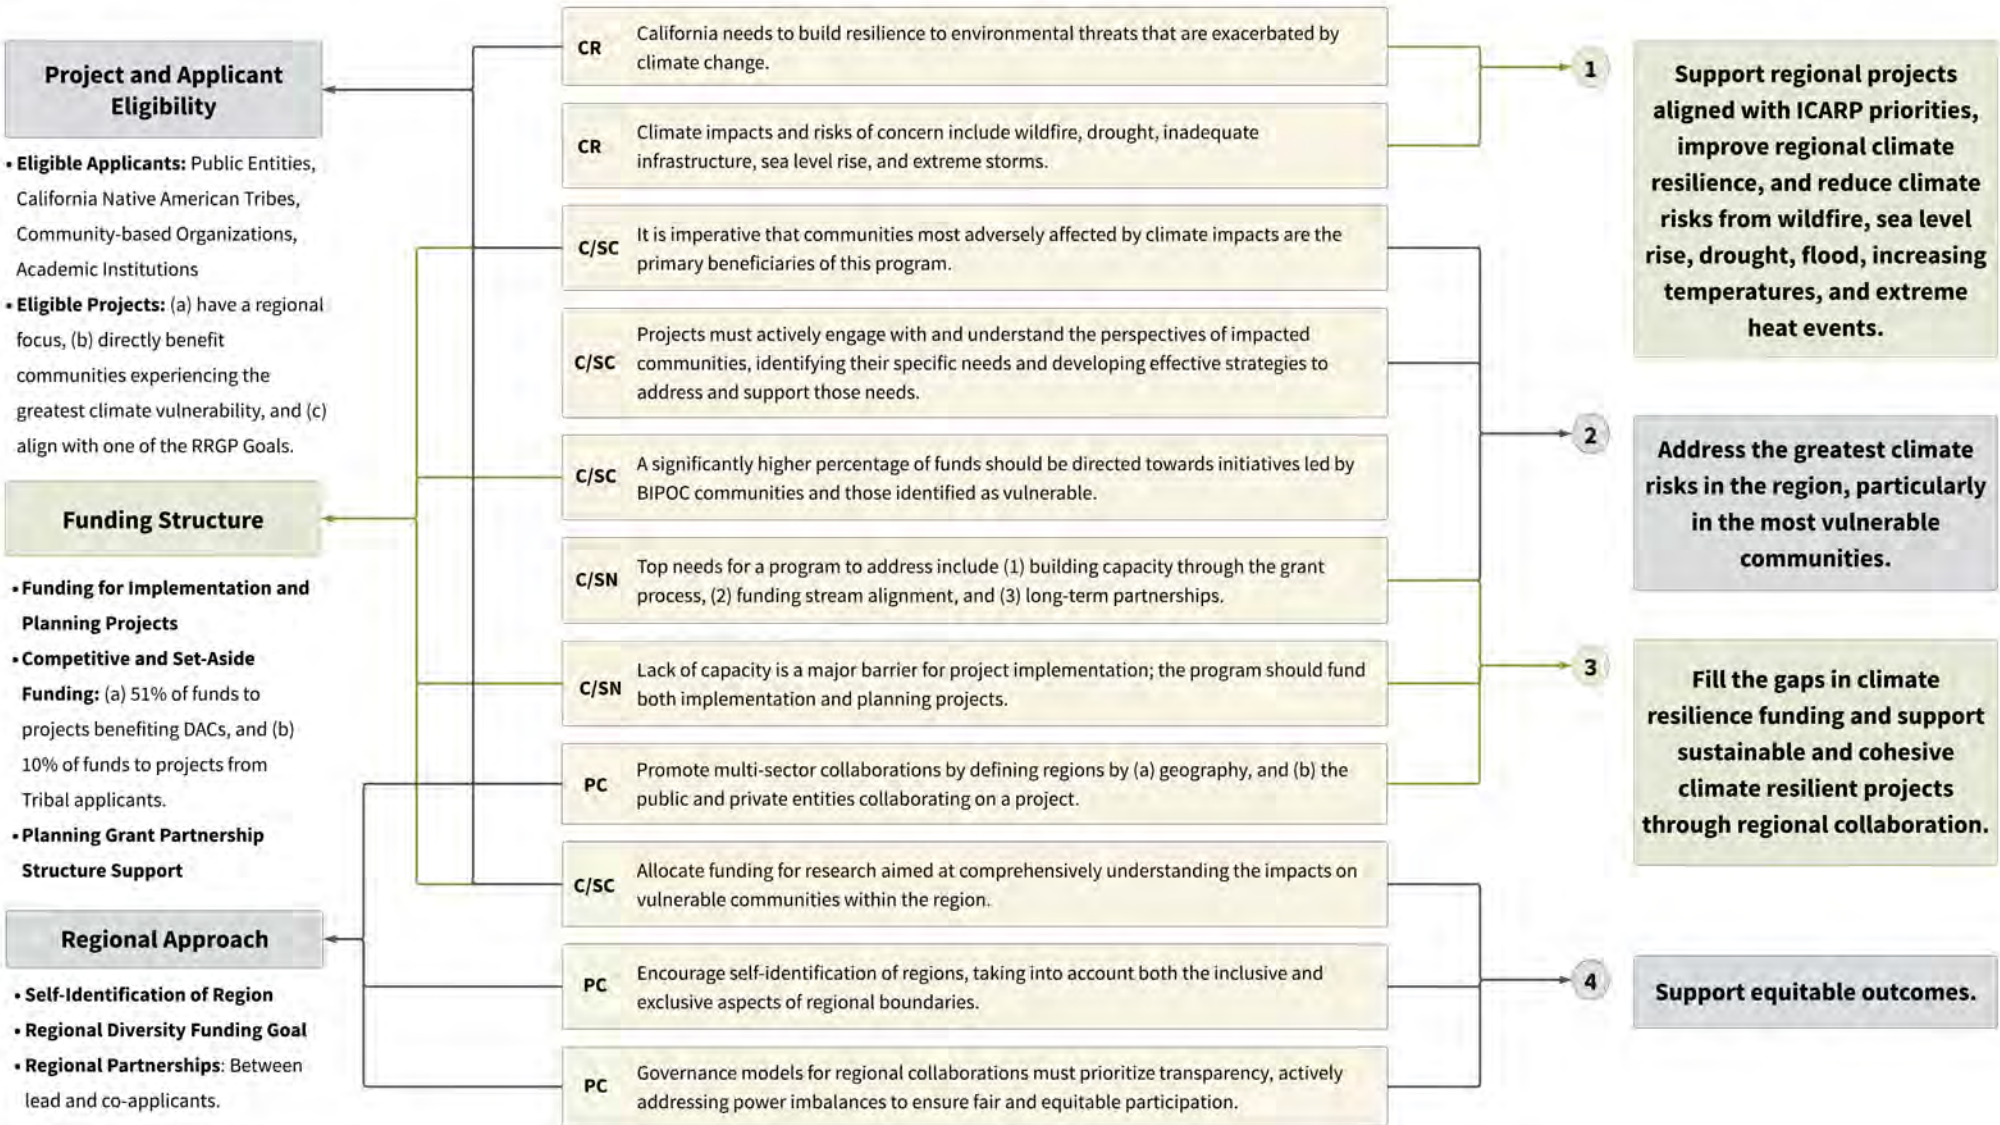 Project and Applicant
Eligibility
• Eligible Applicants: Public Entities,
California Native American Tribes,
Community-based Organizations,
Academic Institutions
• Eligible Projects: (a) have a regional
focus, (b) directly benefit
communities experiencing the
greatest climate vulnerability, and (c)
align with one of the RRGP Goals.
Funding Structure
• Funding for Implementation and
Planning Projects
• Competitive and Set-Aside
Funding: (a) 51% of funds to
projects benefiting DACs, and (b)
10% of funds to projects from
Tribal applicants.
• Planning Grant Partnership
Structure Support
Regional Approach
• Self-Identification of Region
• Regional Diversity Funding Goal
• Regional Partnerships: Between
lead and co-applicants.
CR
California needs to build resilience to environmental threats that are exacerbated by
climate change.
CR
Climate impacts and risks of concern include wildfire, drought, inadequate
infrastructure, sea level rise, and extreme storms.
C/SC
It is imperative that communities most adversely affected by climate impacts are the
primary beneficiaries of this program.
C/SC
Projects must actively engage with and understand the perspectives of impacted
communities, identifying their specific needs and developing effective strategies to
address and support those needs.
C/SC
A significantly higher percentage of funds should be directed towards initiatives led by
BIPOC communities and those identified as vulnerable.
C/SN
Top needs for a program to address include (1) building capacity through the grant
process, (2) funding stream alignment, and (3) long-term partnerships.
C/SN
Lack of capacity is a major barrier for project implementation; the program should fund
both implementation and planning projects.
PC
Promote multi-sector collaborations by defining regions by (a) geography, and (b) the
public and private entities collaborating on a project.
C/SC
Allocate funding for research aimed at comprehensively understanding the impacts on
vulnerable communities within the region.
PC
Encourage self-identification of regions, taking into account both the inclusive and
exclusive aspects of regional boundaries.
PC
Governance models for regional collaborations must prioritize transparency, actively
addressing power imbalances to ensure fair and equitable participation.
1
Support regional projects
aligned with ICARP priorities,
improve regional climate
resilience, and reduce climate
risks from wildfire, sea level
rise, drought, flood, increasing
temperatures, and extreme
heat events.
2
Address the greatest climate
risks in the region, particularly
in the most vulnerable
communities.
3
Fill the gaps in climate
resilience funding and support
sustainable and cohesive
climate resilient projects
through regional collaboration.
4
Support equitable outcomes.